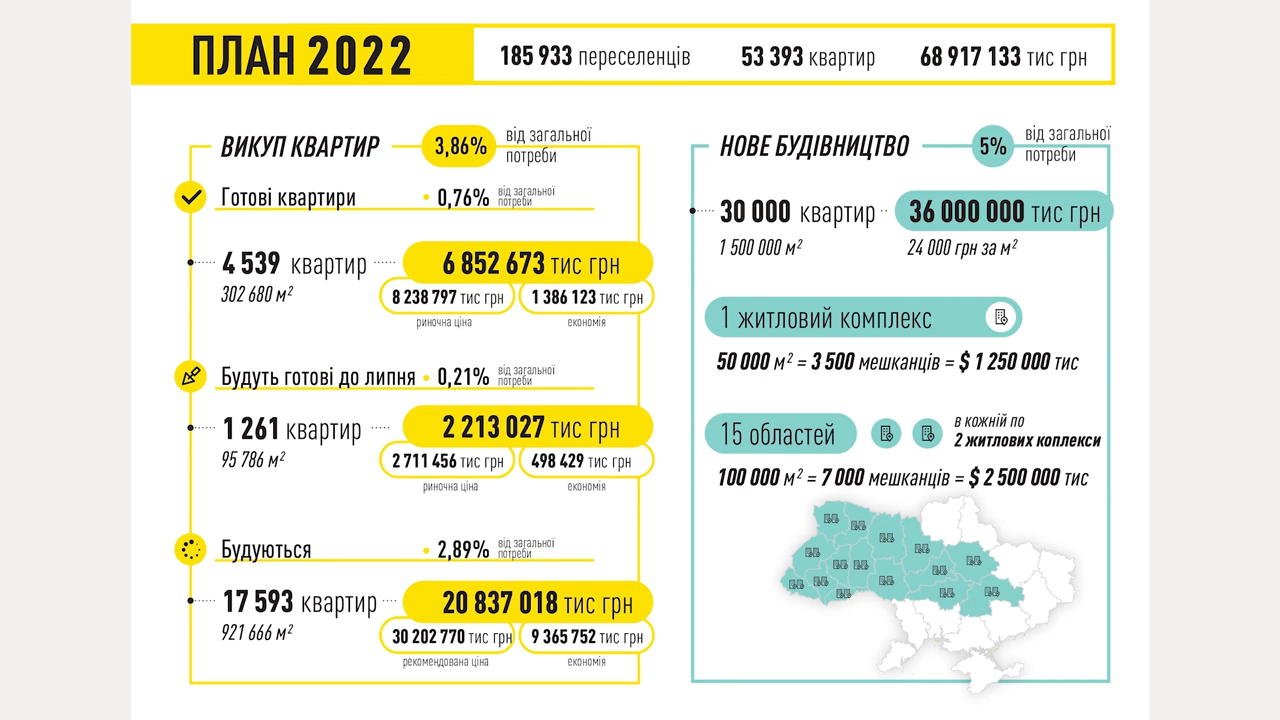 ПЛАН 2022
185 933 переселенців
53 393 квартир
68 917 133 тис грн
ВИКУП КВАРТИР
3,86%
від загальної
потреби
Готові квартири
0,76%
від загальної
потреби
4 539 квартир
6 852 673 тис грн
302 680 м²
8 238 797 тис грн
1 386 123 тис грн
риночна ціна
економія
Будуть готові до липня
0,21%
від загальної
потреби
1 261 квартир
2 213 027 тис грн
95 786 м²
2 711 456 тис грн
498 429 тис грн
риночна ціна
економія
Будуються
2,89%
від загальної
потреби
17 593 квартир
20 837 018 тис грн
921 666 м²
30 202 770 тис грн
9 365 752 тис грн
рекомендована ціна
економія
НОВЕ БУДІВНИЦТВО
5%
від загальної
потреби
30 000 квартир
36 000 000 тис грн
1 500 000 м²
24 000 грн за м²
1 житловий комплекс
50 000 м² = 3 500 мешканців = $ 1 250 000 тис
15 областей
в кожній по
2 житлових коплекси
100 000 м² = 7 000 мешканців = $ 2 500 000 тис